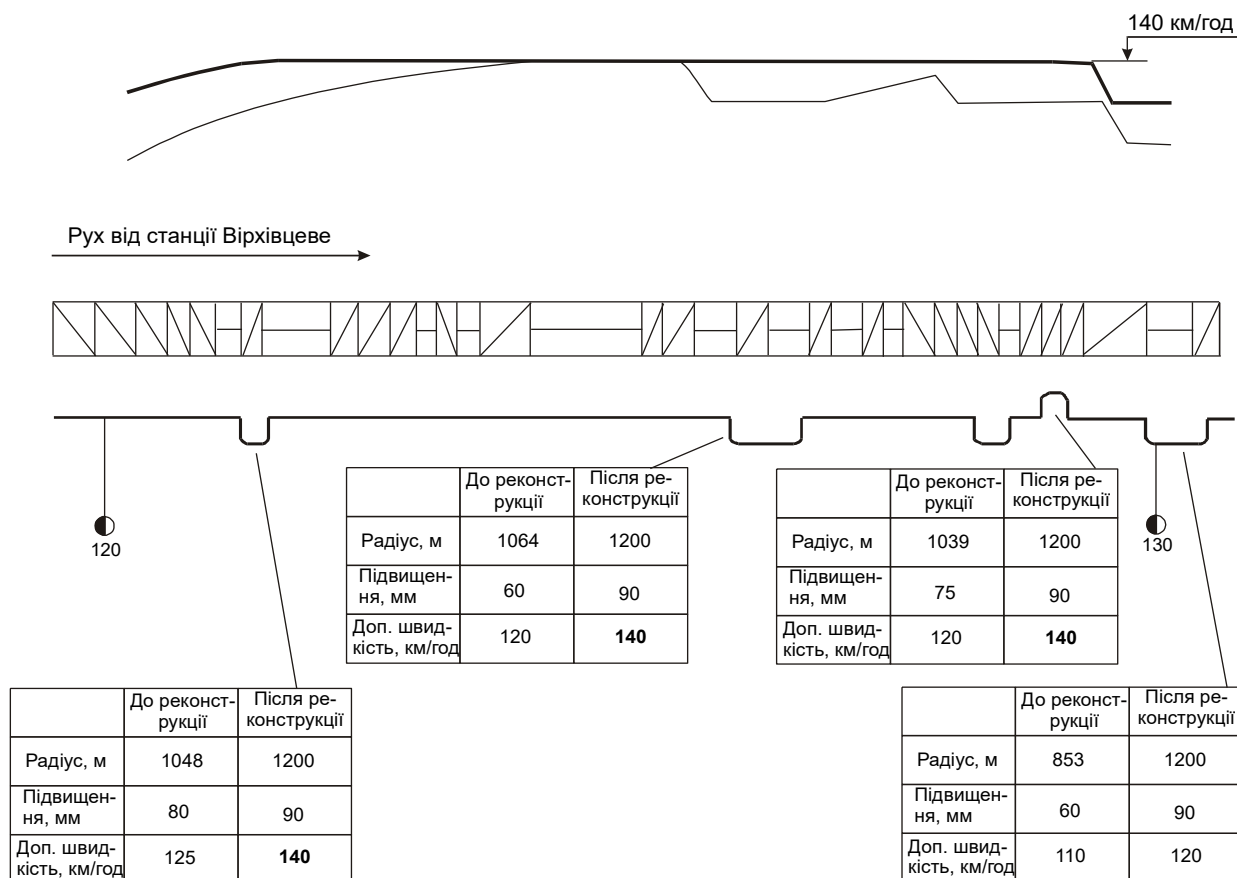 140 км/год
Рух від станції Вірхівцеве
120
130
До реконст-
рукції
Після ре-
конструкції
Радіус, м
1064
1200
Підвищен-
ня, мм
60
90
Доп. швид-
кість, км/год
120
140
До реконст-
рукції
Після ре-
конструкції
Радіус, м
1039
1200
Підвищен-
ня, мм
75
90
Доп. швид-
кість, км/год
120
140
До реконст-
рукції
Після ре-
конструкції
Радіус, м
1048
1200
Підвищен-
ня, мм
80
90
Доп. швид-
кість, км/год
125
140
До реконст-
рукції
Після ре-
конструкції
Радіус, м
853
1200
Підвищен-
ня, мм
60
90
Доп. швид-
кість, км/год
110
120